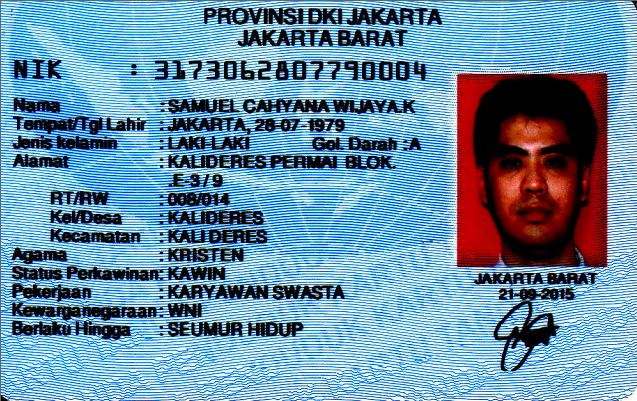 PROVINSI DKI JAKARTA
JAKARTA BARAT
NIK : 3173062807790004
Nama : SAMUEL CAHYANA WIJAYA.K
Tempat/Tgl Lahir : JAKARTA, 28-07-1979
Jenis kelamin : LAKI-LAKI Gol. Darah :A
Alamat : KALIDERES PERMAI BLOK.
.E-3 / 9
RT/RW : 008/014
Kel/Desa : KALIDERES
Kecamatan : KALI DERES
Agama : KRISTEN
Status Perkawinan: KAWIN
Pekerjaan : KARYAWAN SWASTA
Kewarganegaraan: WNI
Berlaku Hingga : SEUMUR HIDUP
JAKARTA BARAT
21-09-2015